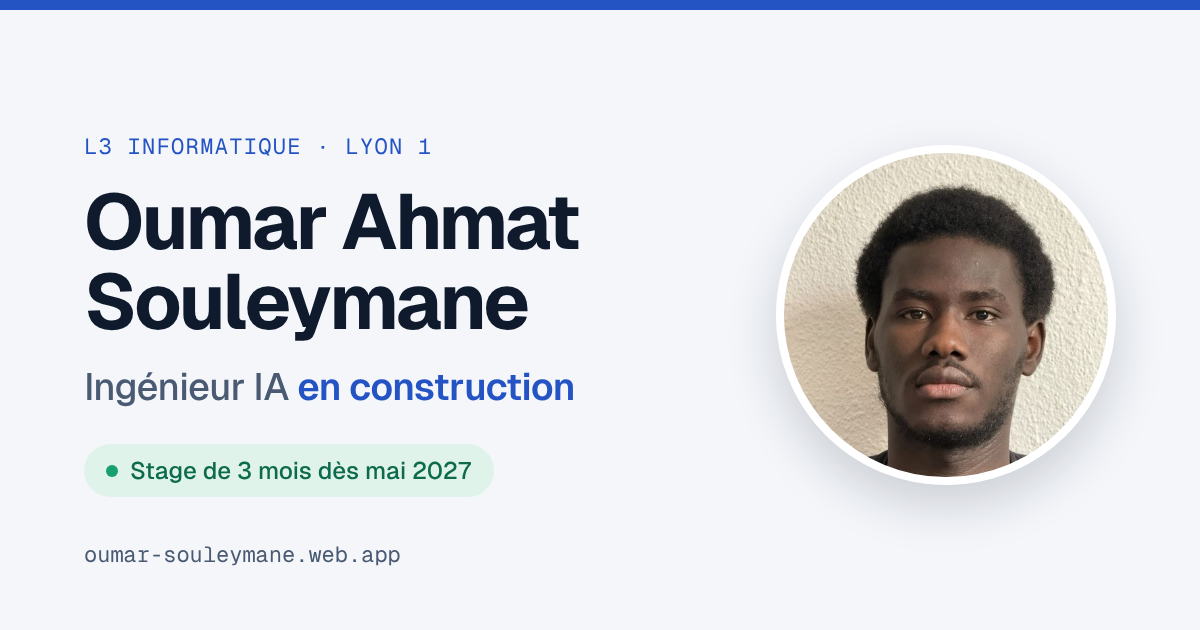 L3 INFORMATIQUE · LYON 1
Oumar Ahmat
Souleymane
Ingénieur IA en construction
Stage de 3 mois dès mai 2027
oumar-souleymane.web.app